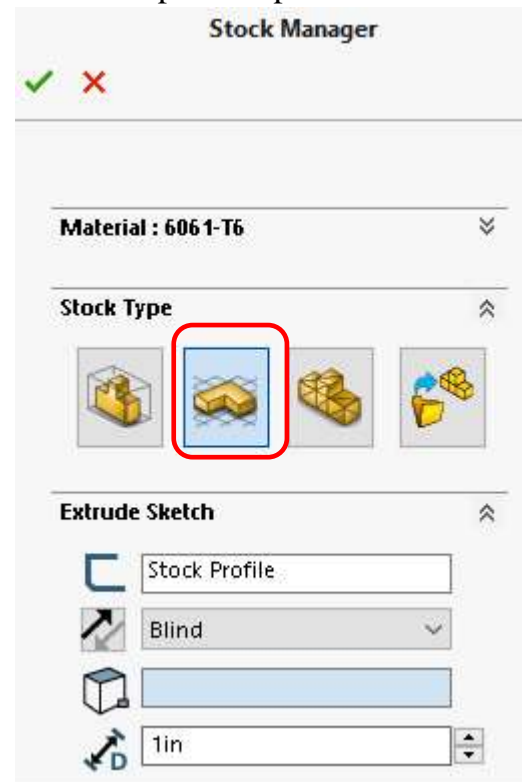 Stock Manager
Material : 6061-T6
Stock Type
Extrude Sketch
Stock Profile
Blind
D
1in